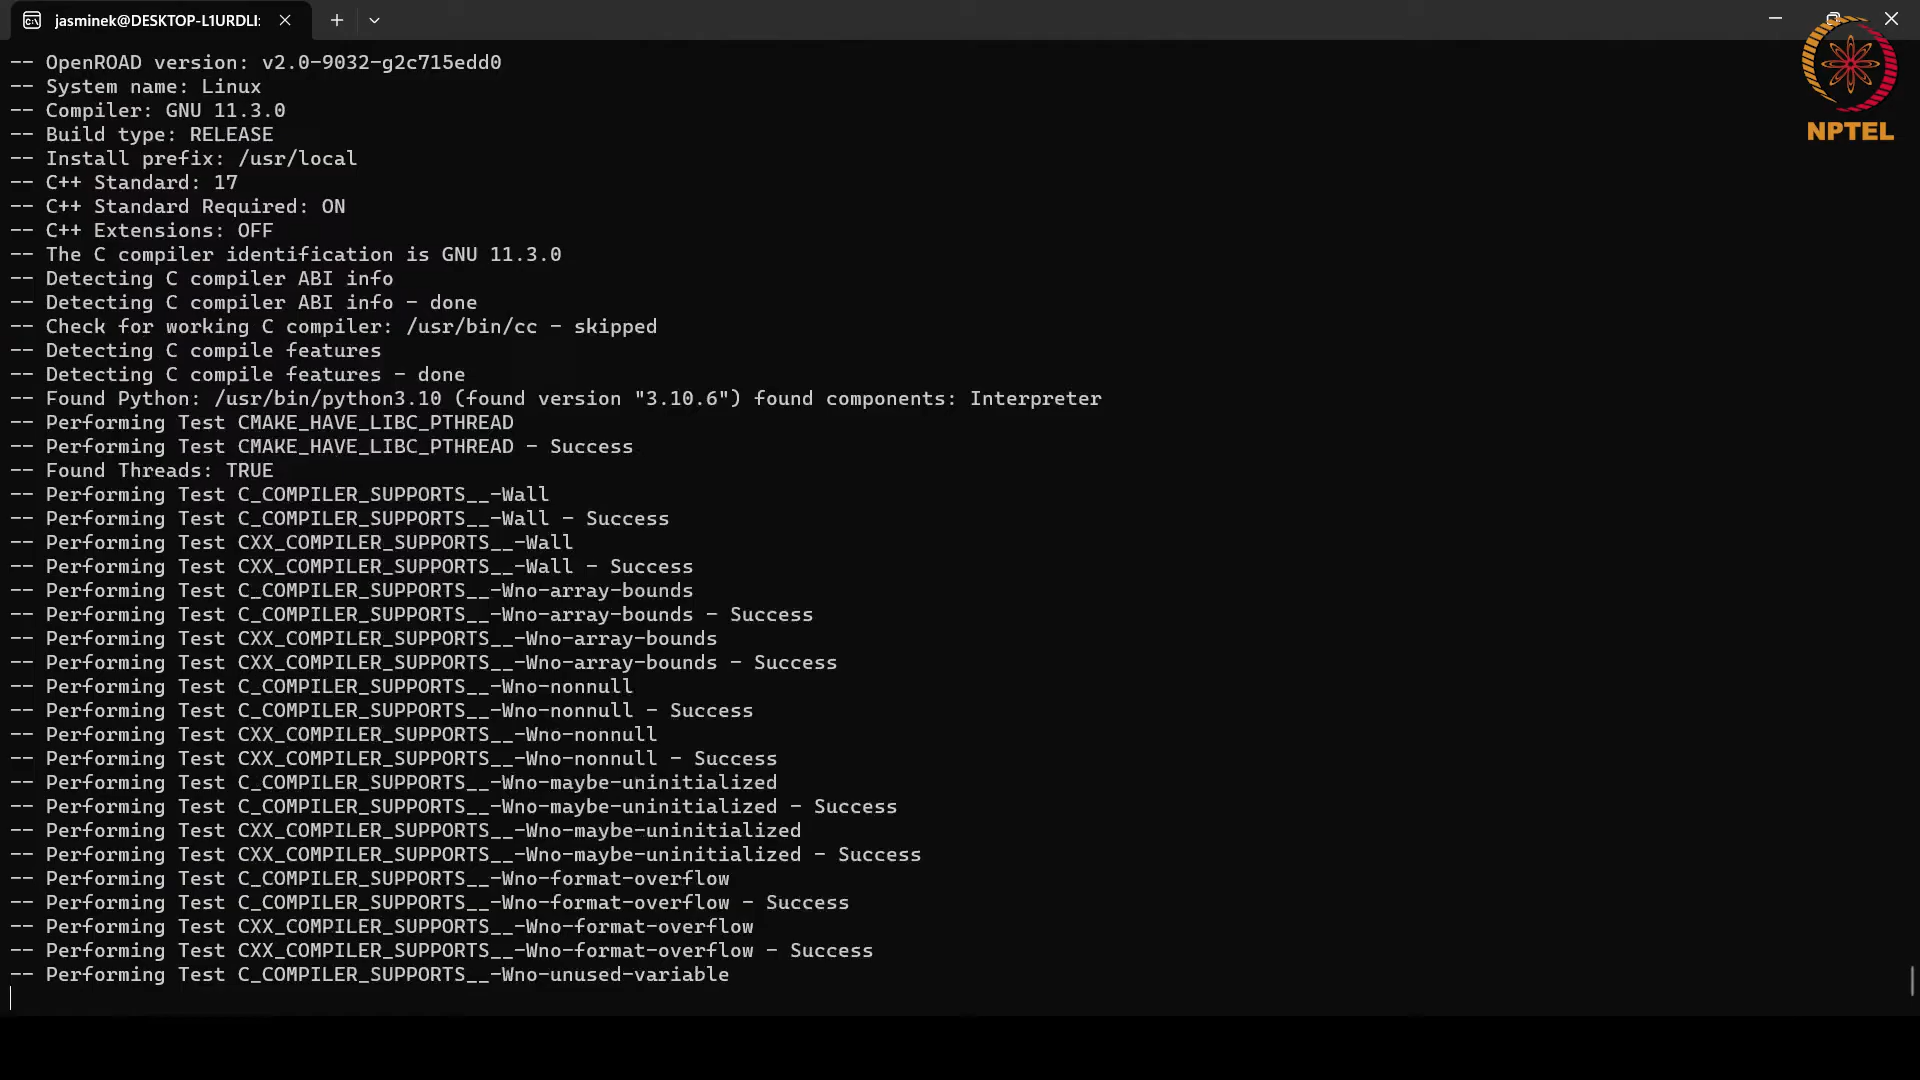 jasminek@DESKTOP-L1URDLI:
-- OpenROAD version: v2.0-9032-g2c715edd0
-- System name: Linux
-- Compiler: GNU 11.3.0
-- Build type: RELEASE
-- Install prefix: /usr/local
-- C++ Standard: 17
-- C++ Standard Required: ON
-- C++ Extensions: OFF
-- The C compiler identification is GNU 11.3.0
-- Detecting C compiler ABI info
-- Detecting C compiler ABI info - done
-- Check for working C compiler: /usr/bin/cc - skipped
-- Detecting C compile features
-- Detecting C compile features - done
-- Found Python: /usr/bin/python3.10 (found version "3.10.6") found components: Interpreter
-- Performing Test CMAKE_HAVE_LIBC_PTHREAD
-- Performing Test CMAKE_HAVE_LIBC_PTHREAD - Success
-- Found Threads: TRUE
-- Performing Test C_COMPILER_SUPPORTS__-Wall
-- Performing Test C_COMPILER_SUPPORTS__-Wall - Success
-- Performing Test CXX_COMPILER_SUPPORTS__-Wall
-- Performing Test CXX_COMPILER_SUPPORTS__-Wall - Success
-- Performing Test C_COMPILER_SUPPORTS__-Wno-array-bounds
-- Performing Test C_COMPILER_SUPPORTS__-Wno-array-bounds - Success
-- Performing Test CXX_COMPILER_SUPPORTS__-Wno-array-bounds
-- Performing Test CXX_COMPILER_SUPPORTS__-Wno-array-bounds - Success
-- Performing Test C_COMPILER_SUPPORTS__-Wno-nonnull
-- Performing Test C_COMPILER_SUPPORTS__-Wno-nonnull - Success
-- Performing Test CXX_COMPILER_SUPPORTS__-Wno-nonnull
-- Performing Test CXX_COMPILER_SUPPORTS__-Wno-nonnull - Success
-- Performing Test C_COMPILER_SUPPORTS__-Wno-maybe-uninitialized
-- Performing Test C_COMPILER_SUPPORTS__-Wno-maybe-uninitialized - Success
-- Performing Test CXX_COMPILER_SUPPORTS__-Wno-maybe-uninitialized
-- Performing Test CXX_COMPILER_SUPPORTS__-Wno-maybe-uninitialized - Success
-- Performing Test C_COMPILER_SUPPORTS__-Wno-format-overflow
-- Performing Test C_COMPILER_SUPPORTS__-Wno-format-overflow - Success
-- Performing Test CXX_COMPILER_SUPPORTS__-Wno-format-overflow
-- Performing Test CXX_COMPILER_SUPPORTS__-Wno-format-overflow - Success
-- Performing Test C_COMPILER_SUPPORTS__-Wno-unused-variable
NPTEL